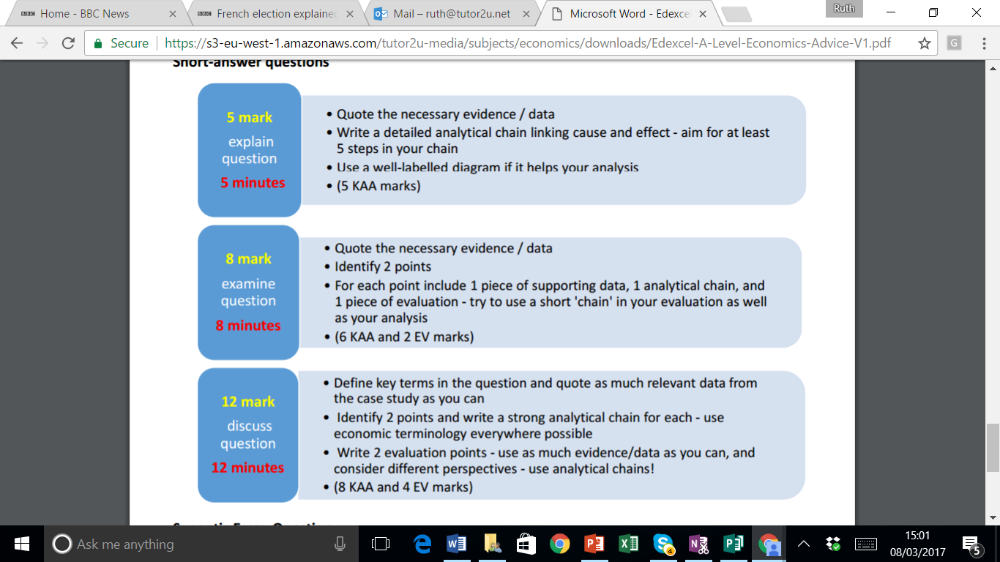 Home - BBC News
French election explained
Mail – ruth@tutor2u.net
Microsoft Word - Edexce
Ruth
Secure
https://s3-eu-west-1.amazonaws.com/tutor2u-media/subjects/economics/downloads/Edexcel-A-Level-Economics-Advice-V1.pdf
G
Short-answer questions
5 mark
explain
question
5 minutes
• Quote the necessary evidence / data
• Write a detailed analytical chain linking cause and effect - aim for at least
5 steps in your chain
• Use a well-labelled diagram if it helps your analysis
• (5 KAA marks)
8 mark
examine
question
8 minutes
• Quote the necessary evidence / data
• Identify 2 points
• For each point include 1 piece of supporting data, 1 analytical chain, and
1 piece of evaluation - try to use a short 'chain' in your evaluation as well
as your analysis
• (6 KAA and 2 EV marks)
12 mark
discuss
question
12 minutes
• Define key terms in the question and quote as much relevant data from
the case study as you can
• Identify 2 points and write a strong analytical chain for each - use
economic terminology everywhere possible
• Write 2 evaluation points - use as much evidence/data as you can, and
consider different perspectives - use analytical chains!
• (8 KAA and 4 EV marks)
Ask me anything
4
15:01
08/03/2017
5